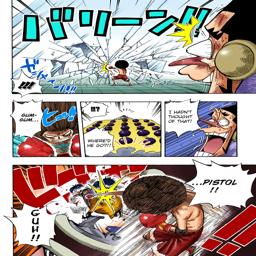 バリーン!!
!!!
GUM-
GUM...
!!?
WHERE'D
HE GO?!!
I HADN'T
THOUGHT
OF THAT!
...PISTOL
!!
GUH!!